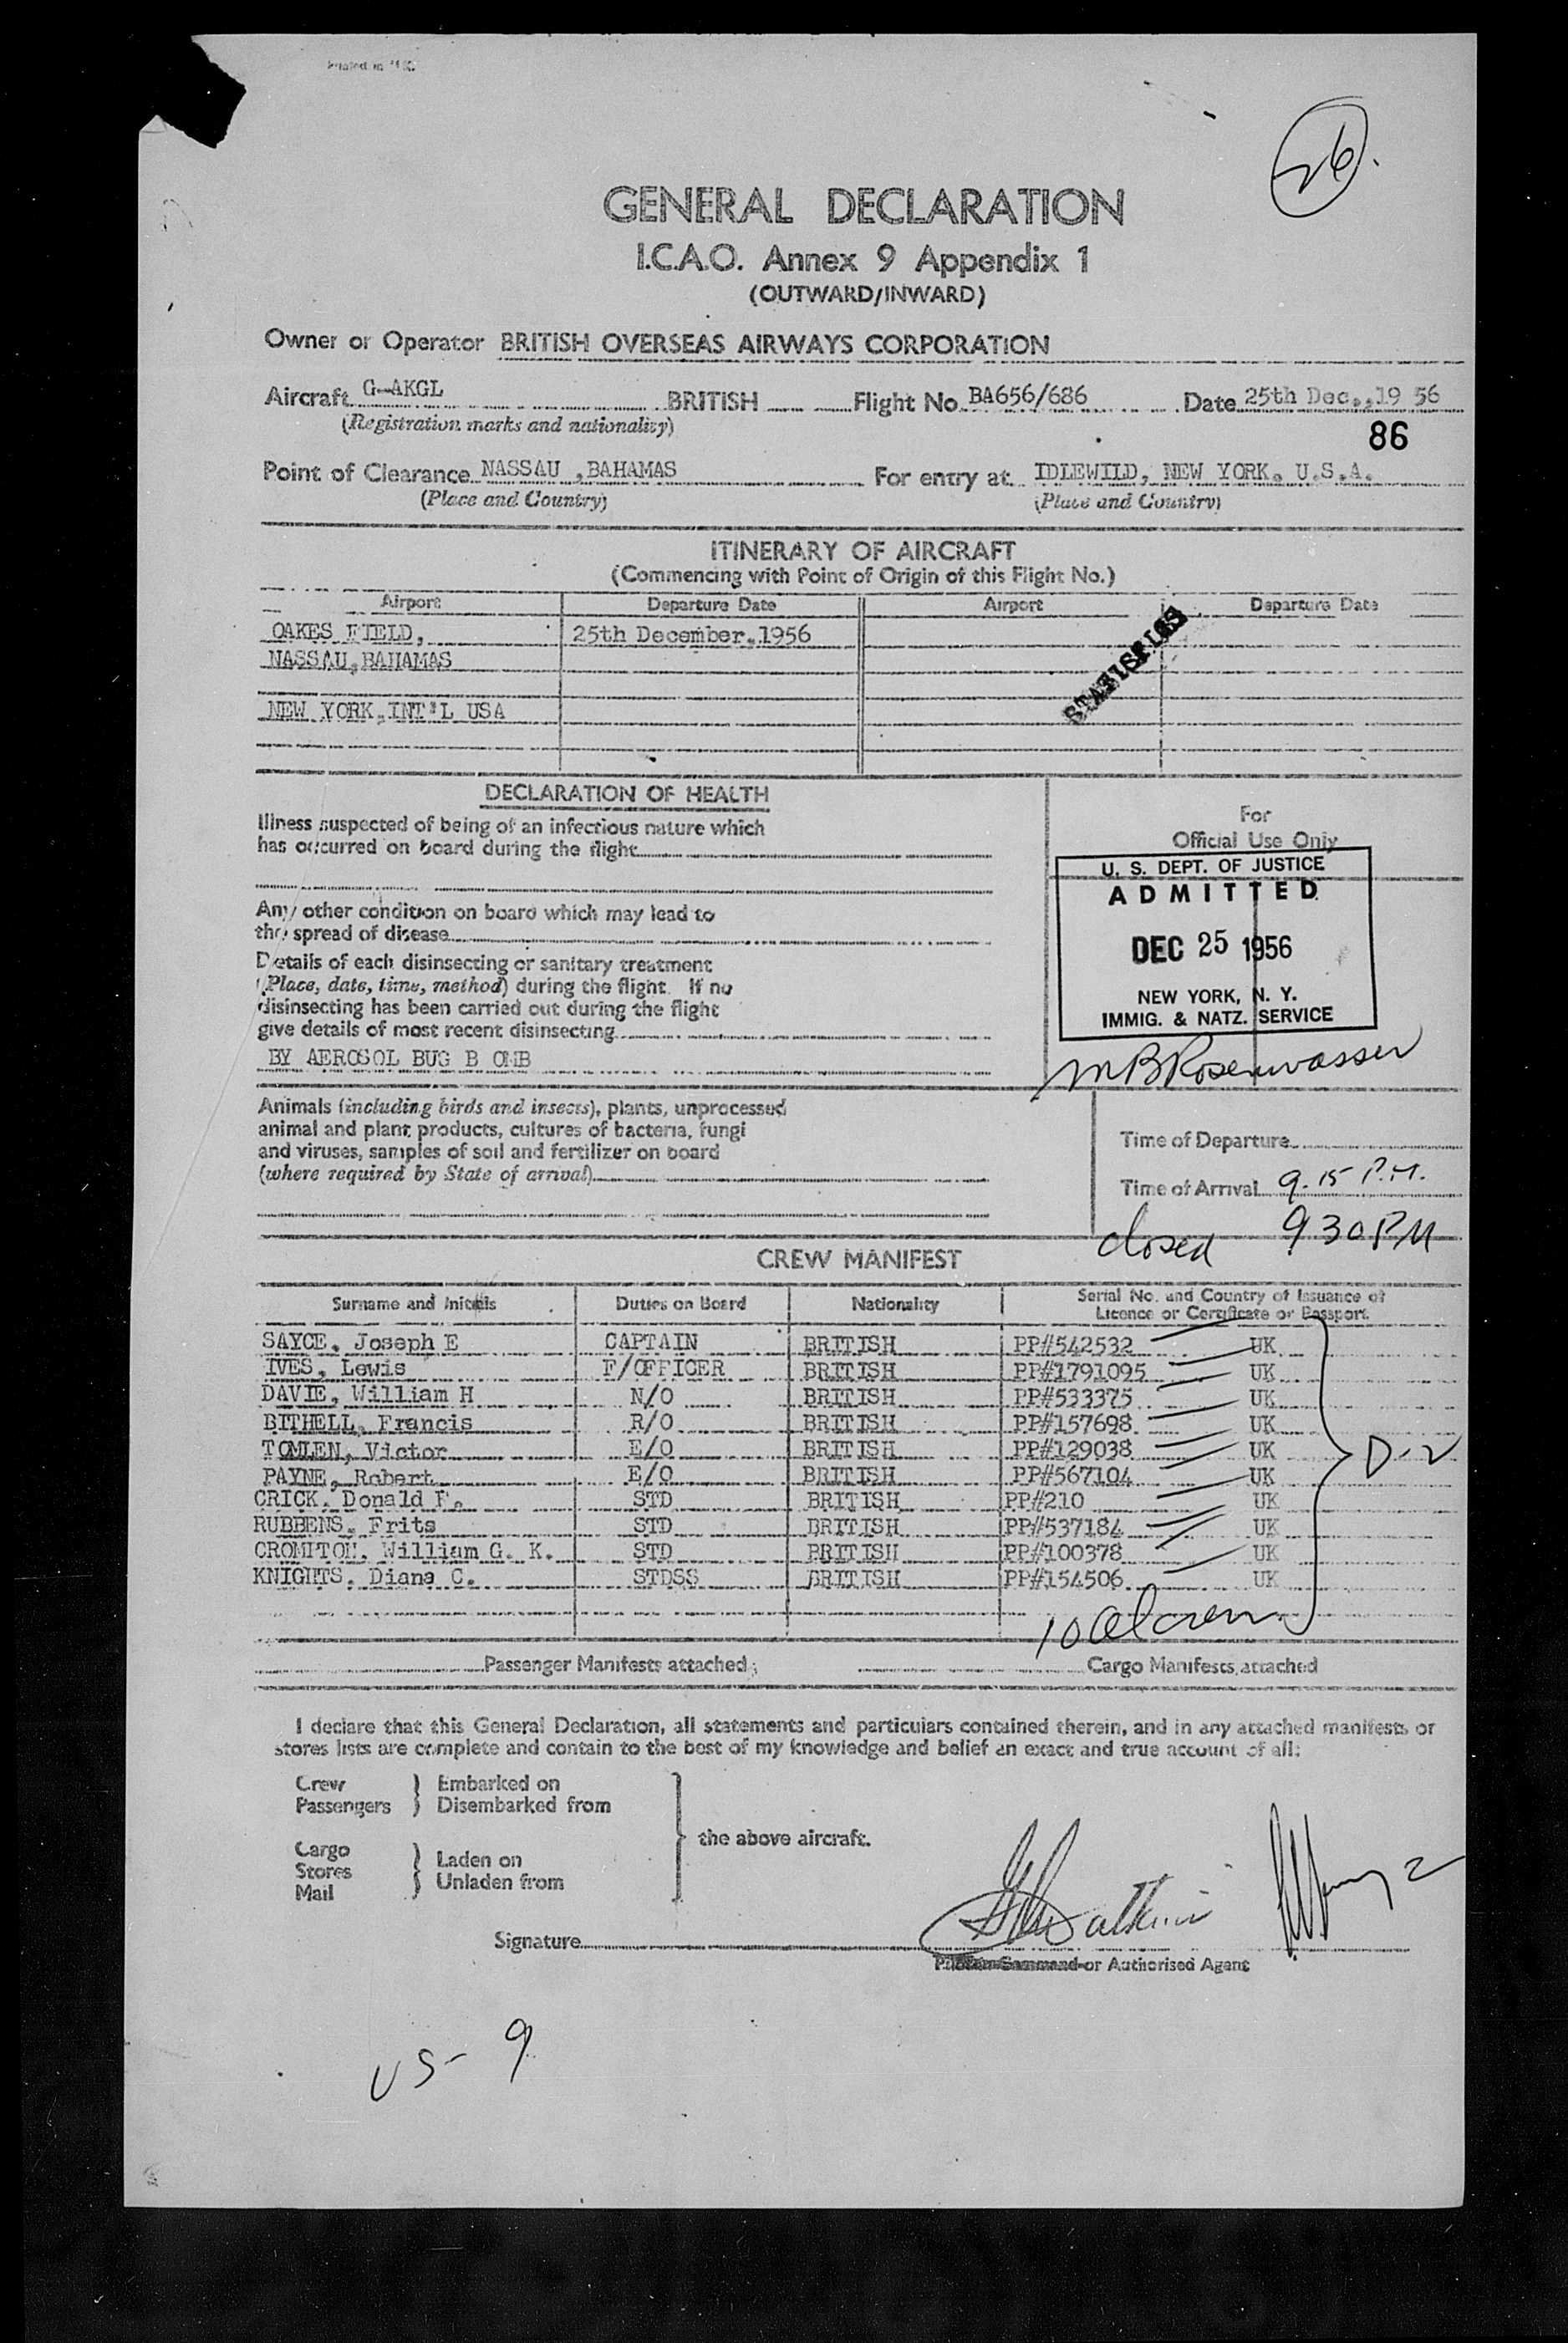 26.
GENERAL DECLARATION
I.C.A.O. Annex 9 Appendix 1
(OUTWARD/INWARD)
Owner or Operator BRITISH OVERSEAS AIRWAYS CORPORATION
Aircraft G-AKGL BRITISH Flight No. BA656/686 Date 25th Dec., 19 56
(Registration marks and nationality)
86
Point of Clearance NASSAU ,BAHAMAS For entry at IDLEWILD, NEW YORK. U.S.A.
(Place and Country) (Place and Country)
ITINERARY OF AIRCRAFT
(Commencing with Point of Origin of this Flight No.)
Airport Departure Date Airport Departure Date
OAKES FIELD, 25th December,1956
NASSAU,BAHAMAS
STATISTICS
NEW YORK,INT'L USA
DECLARATION OF HEALTH
Illness suspected of being of an infectious nature which
has occurred on board during the flight
Any other condition on board which may lead to
the spread of disease
Details of each disinsecting or sanitary treatment
(Place, date, time, method) during the flight. If no
disinsecting has been carried out during the flight
give details of most recent disinsecting
BY AEROSOL BUG B OMB
For
Official Use Only
U. S. DEPT. OF JUSTICE
ADMITTED
DEC 25 1956
NEW YORK, N. Y.
IMMIG. & NATZ. SERVICE
M B Rosenwasser
Animals (including birds and insects), plants, unprocessed
animal and plant products, cultures of bacteria, fungi
and viruses, samples of soil and fertilizer on board
(where required by State of arrival)
Time of Departure
Time of Arrival 9.15 P.M.
closed 9 30 PM
CREW MANIFEST
Surname and Initials Duties on Board Nationality Serial No. and Country of Issuance of
Licence or Certificate or Passport
SAYCE, Joseph E CAPTAIN BRITISH PP#542532 UK
IVES, Lewis F/OFFICER BRITISH PP#1791095 UK
DAVIE, William H N/O BRITISH PP#533375 UK
BITHELL, Francis R/O BRITISH PP#157698 UK
TOMLEN, Victor E/O BRITISH PP#129038 UK
PAYNE, Robert E/O BRITISH PP#567104 UK
CRICK. Donald F. STD BRITISH PP#210 UK
RUBBENS. Frits STD BRITISH PP#537184 UK
CROMPTON. William G. K. STD BRITISH PP#100378 UK
KNIGHTS. Diana C. STDSS BRITISH PP#154506 UK
D-2
10 al crew
Passenger Manifests attached; Cargo Manifests attached
I declare that this General Declaration, all statements and particulars contained therein, and in any attached manifests or
stores lists are complete and contain to the best of my knowledge and belief an exact and true account of all:
Crew
Passengers
Embarked on
Disembarked from
Cargo
Stores
Mail
Laden on
Unladen from
the above aircraft.
Signature
Pilot-in-Command or Authorised Agent
US- 9